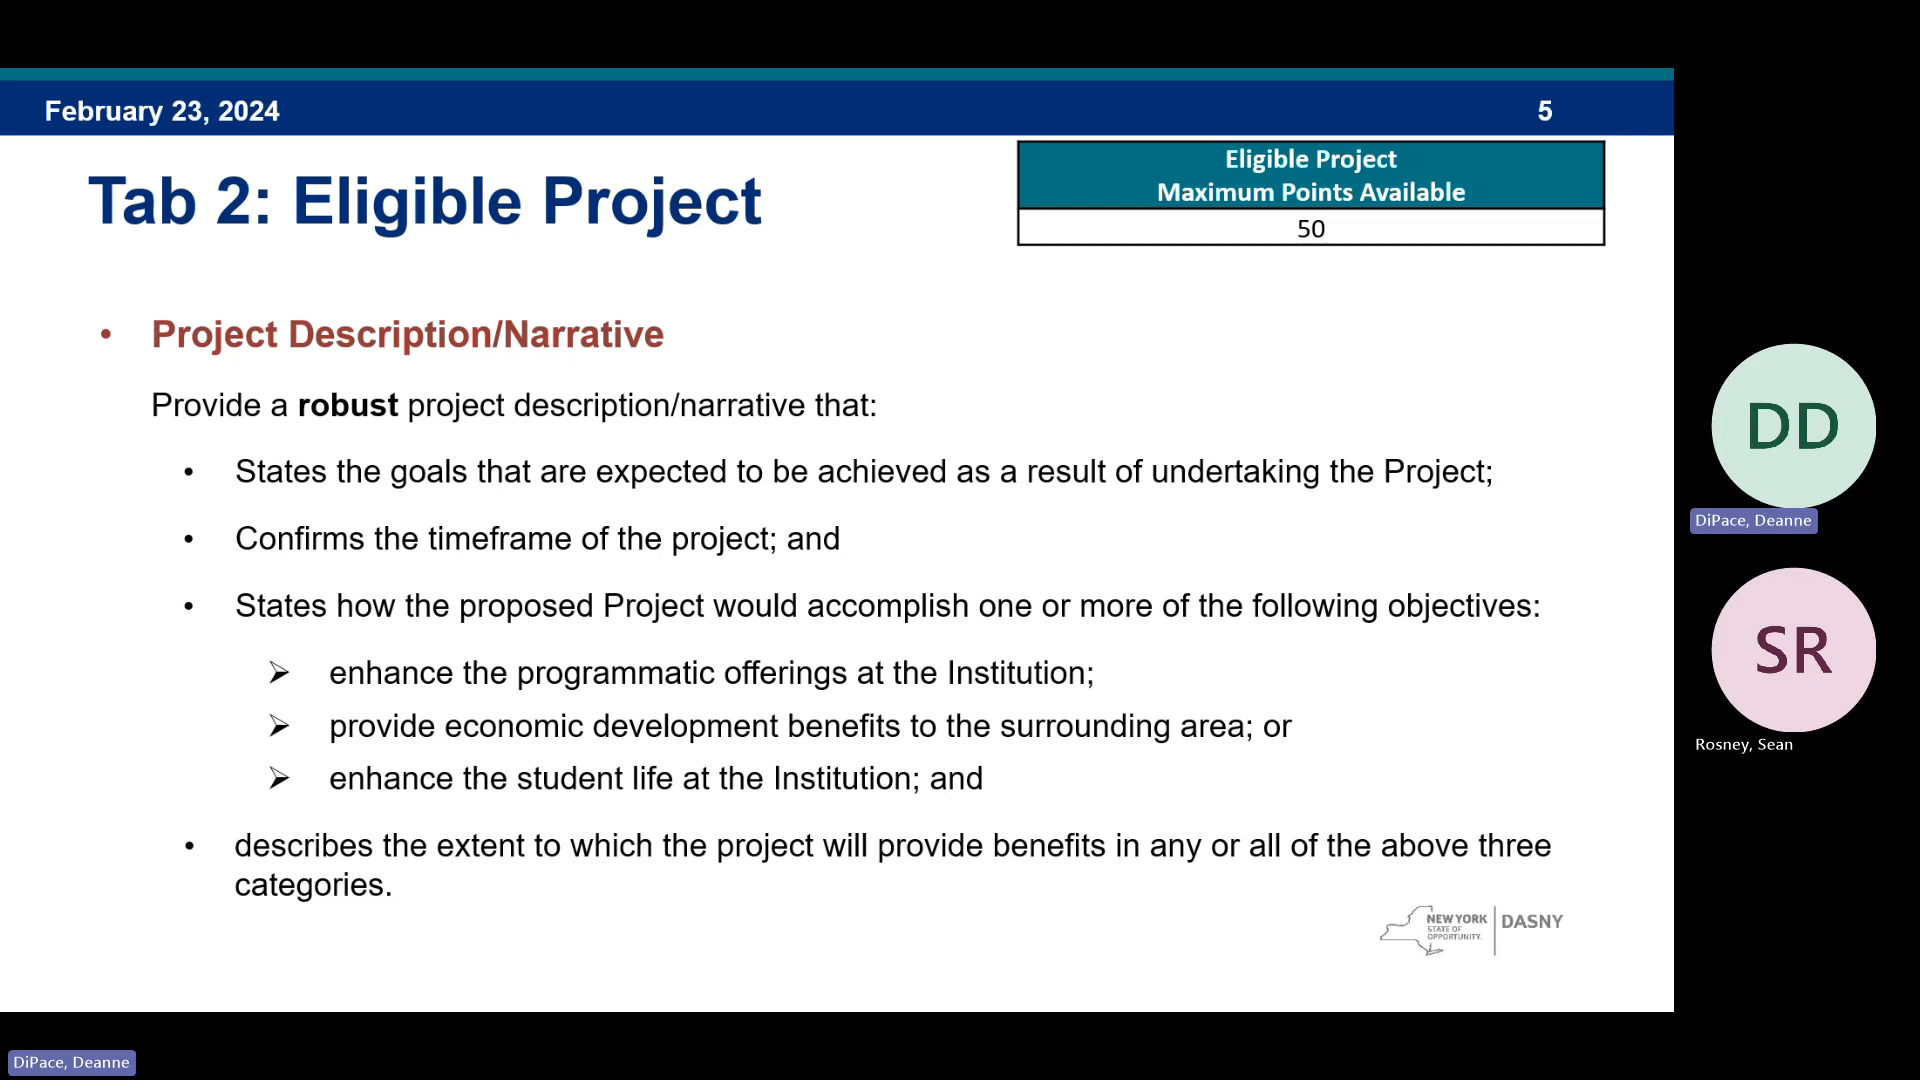 February 23, 2024
5
Tab 2: Eligible Project
Eligible Project
Maximum Points Available
50
• Project Description/Narrative
Provide a robust project description/narrative that:
• States the goals that are expected to be achieved as a result of undertaking the Project;
• Confirms the timeframe of the project; and
• States how the proposed Project would accomplish one or more of the following objectives:
➢ enhance the programmatic offerings at the Institution;
➢ provide economic development benefits to the surrounding area; or
➢ enhance the student life at the Institution; and
• describes the extent to which the project will provide benefits in any or all of the above three
categories.
NEW YORK
STATE OF
OPPORTUNITY.
DASNY
DD
DiPace, Deanne
SR
Rosney, Sean
DiPace, Deanne